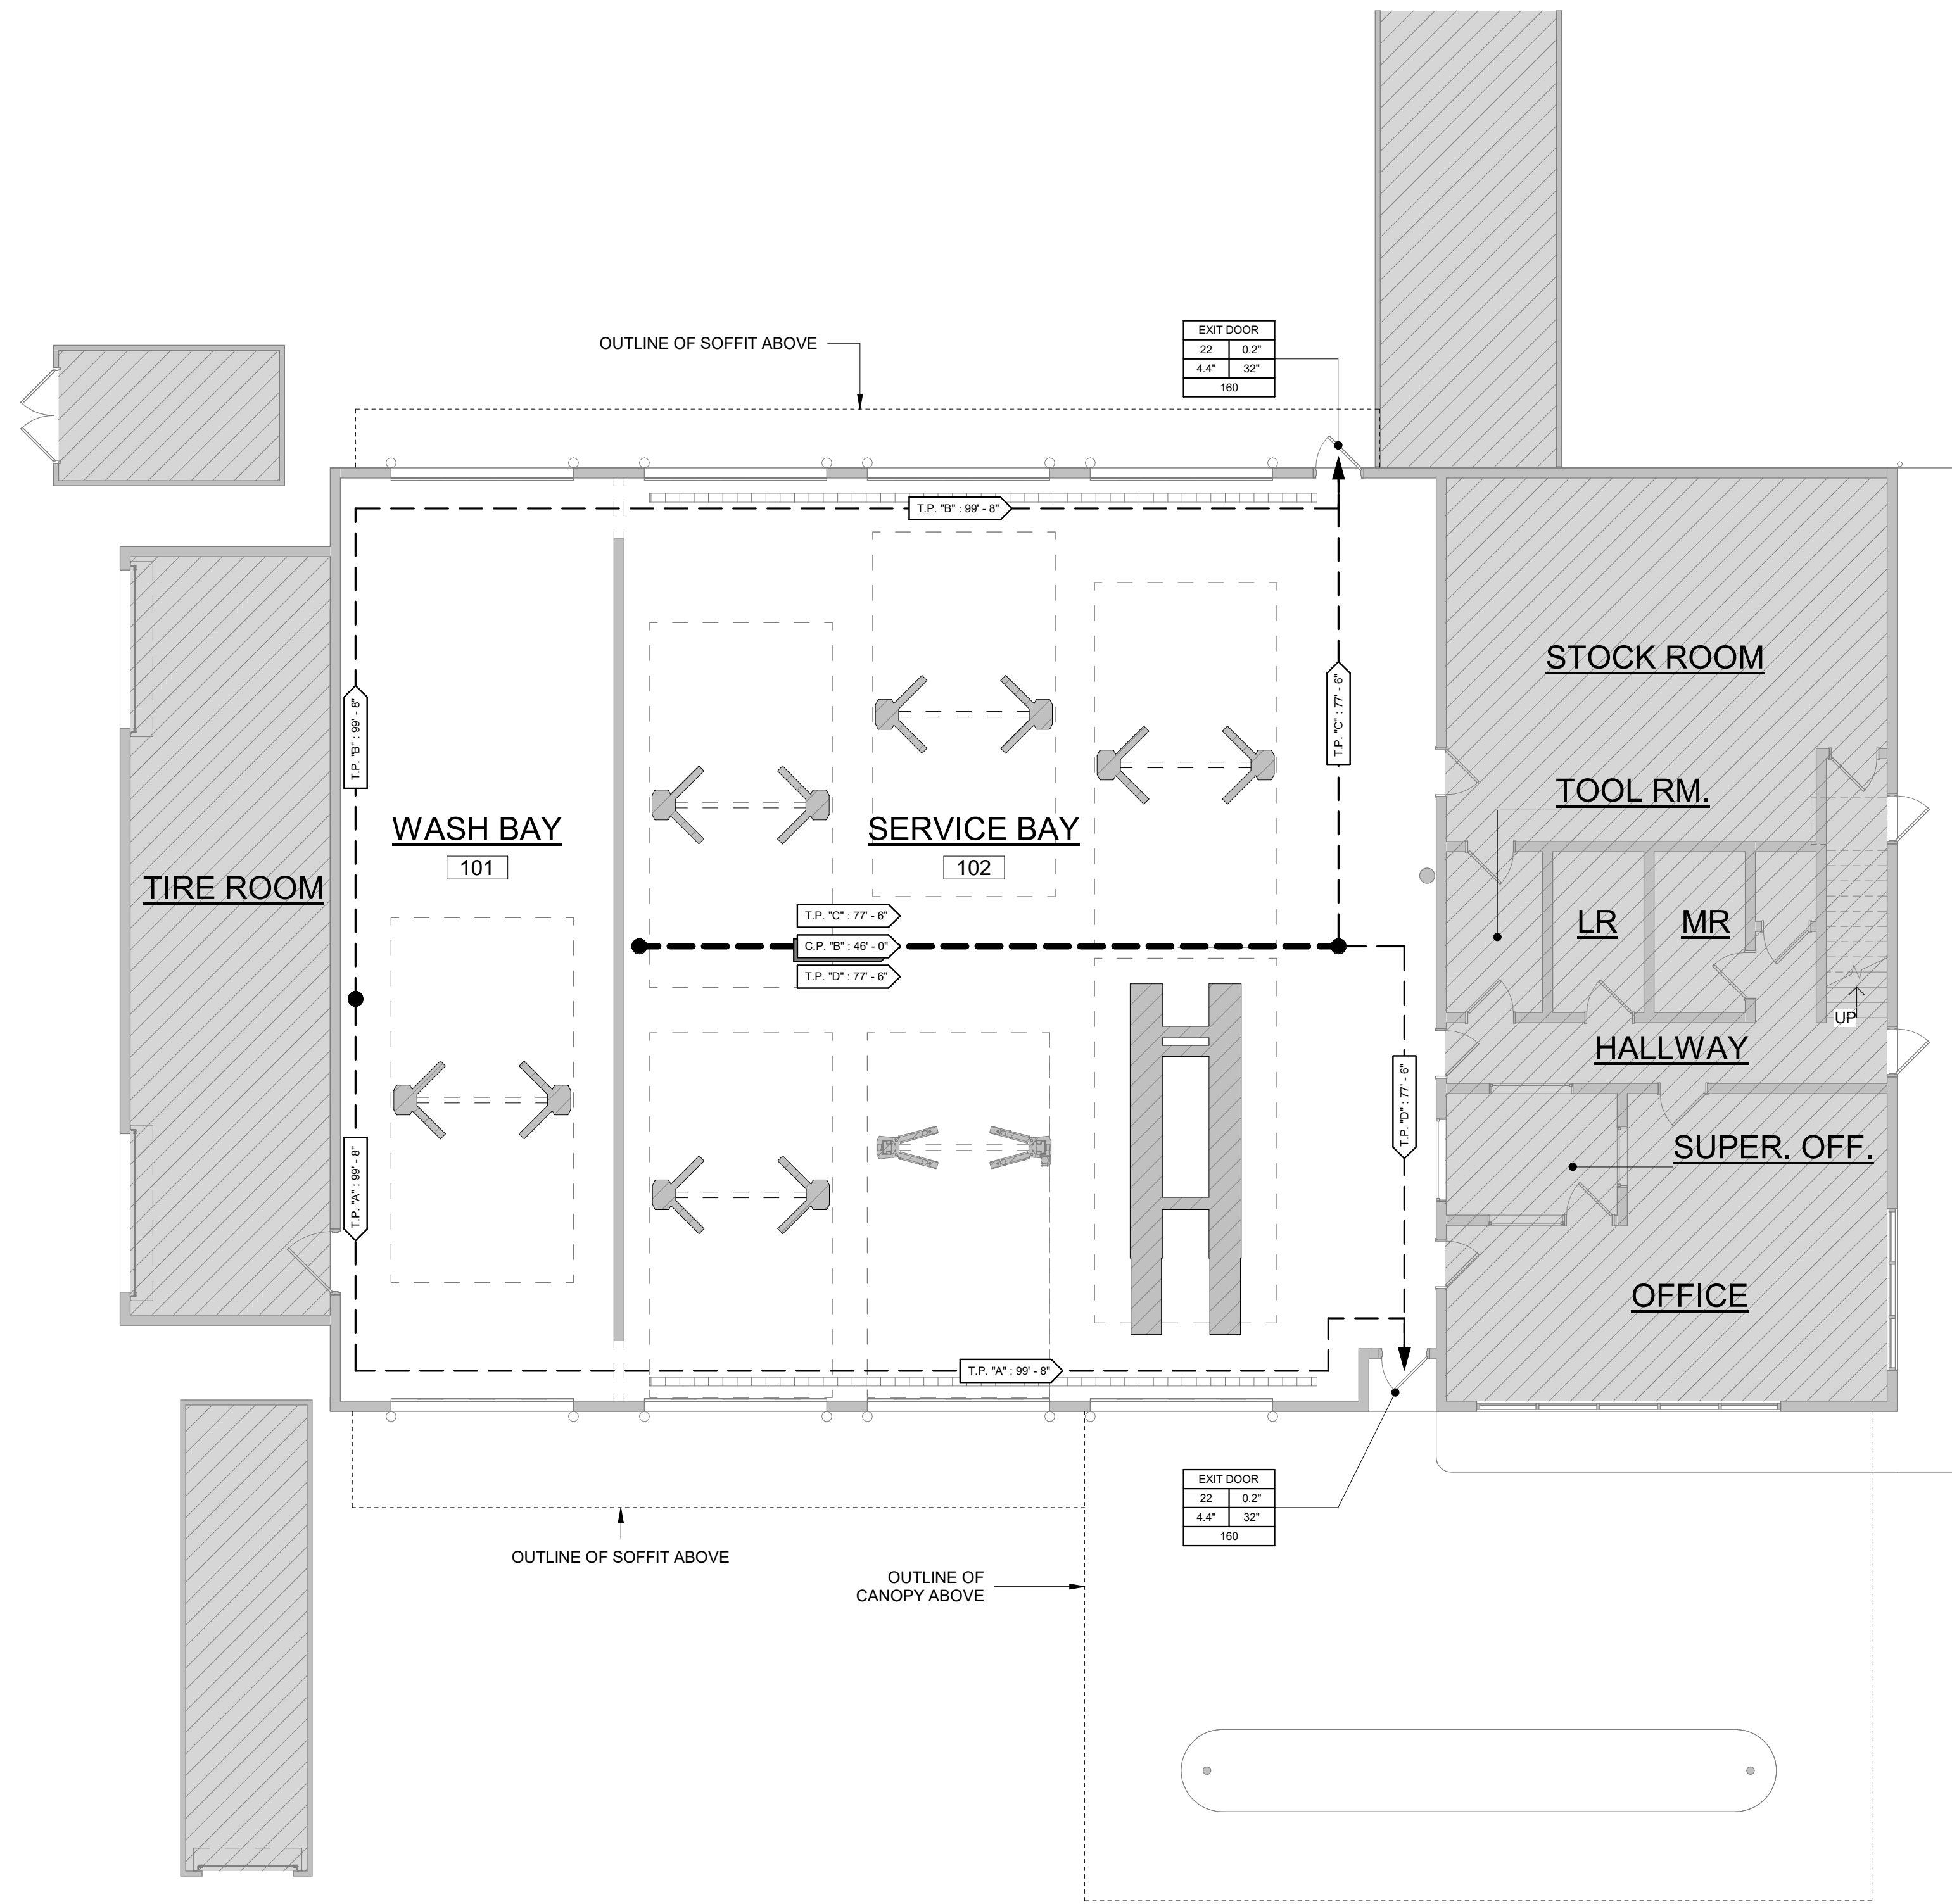 OUTLINE OF SOFFIT ABOVE
EXIT DOOR
22 0.2"
4.4" 32"
160
T.P. "B" : 99' - 8"
STOCK ROOM
T.P. "C" : 77' - 6"
T.P. "B" : 99' - 8"
TOOL RM.
WASH BAY
101
SERVICE BAY
102
TIRE ROOM
T.P. "C" : 77' - 6"
C.P. "B" : 46' - 0"
T.P. "D" : 77' - 6"
LR
MR
UP
HALLWAY
T.P. "D" : 77' - 6"
SUPER. OFF.
T.P. "A" : 99' - 8"
OFFICE
T.P. "A" : 99' - 8"
EXIT DOOR
22 0.2"
4.4" 32"
160
OUTLINE OF SOFFIT ABOVE
OUTLINE OF
CANOPY ABOVE